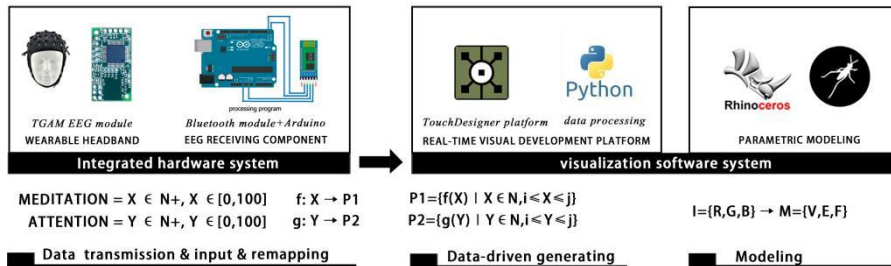 processing program
TGAM EEG module
WEARABLE HEADBAND
Bluetooth module+Arduino
EEG RECEIVING COMPONENT
Integrated hardware system
Python
TouchDesigner platform
data processing
REAL-TIME VISUAL DEVELOPMENT PLATFORM
Rhinoceros
PARAMETRIC MODELING
visualization software system
MEDITATION = X ∈ N+, X ∈ [0,100]
f: X → P1
ATTENTION = Y ∈ N+, Y ∈ [0,100]
g: Y → P2
P1={f(X) | X∈N,i≤X≤j}
P2={g(Y) | Y∈N,i≤Y≤j}
I={R,G,B} → M={V,E,F}
Data transmission & input & remapping
Data-driven generating
Modeling